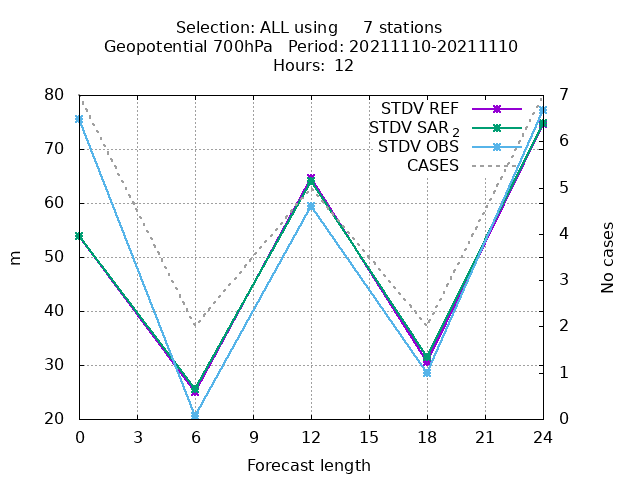 Selection: ALL using     7 stations
Geopotential 700hPa   Period: 20211110-20211110
Hours:  12
STDV REF
STDV SAR₂
STDV OBS
CASES
80
70
60
50
40
30
20
7
6
5
4
3
2
1
0
m
No cases
0 3 6 9 12 15 18 21 24
Forecast length